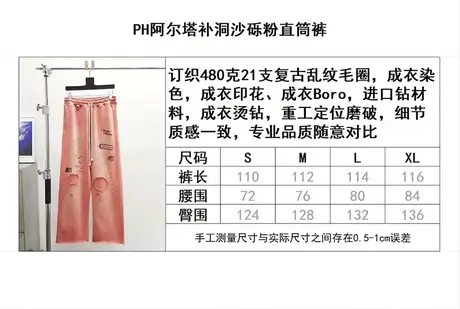 PH阿尔塔补洞沙砾粉直筒裤
订织480克21支复古乱纹毛圈，成衣染
色，成衣印花、成衣Boro，进口钻材
料，成衣烫钻，重工定位磨破，细节
质感一致，专业品质随意对比
尺码 S M L XL
裤长 110 112 114 116
腰围 72 76 80 84
臀围 124 128 132 136
手工测量尺寸与实际尺寸之间存在0.5-1cm误差